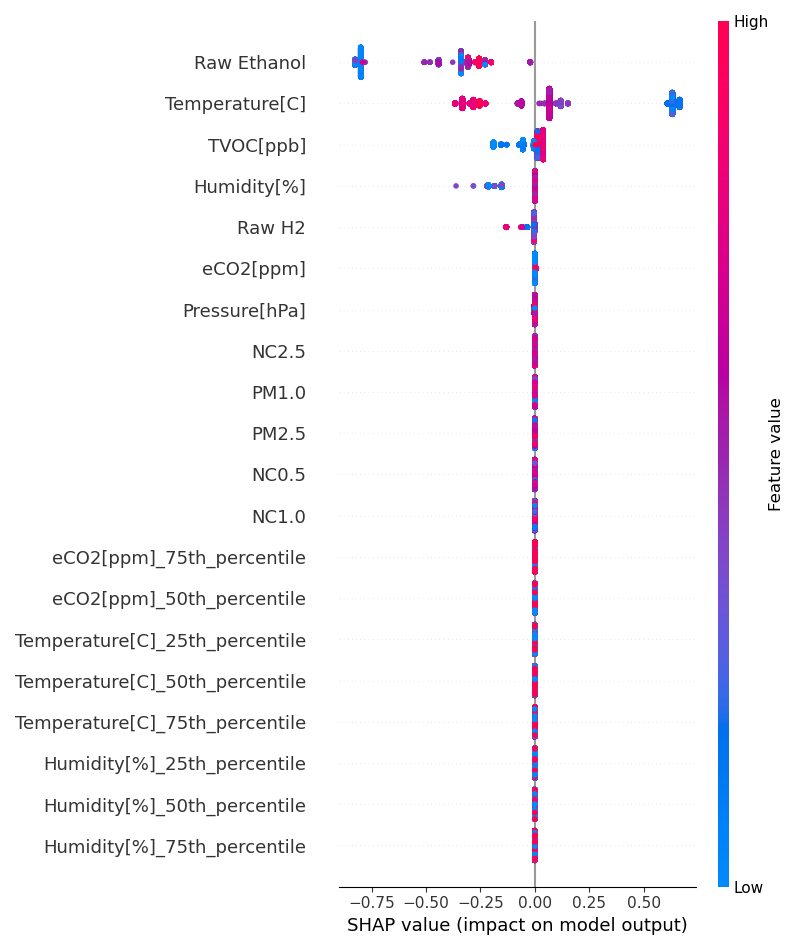 High
Raw Ethanol
Temperature[C]
TVOC[ppb]
Humidity[%]
Raw H2
eCO2[ppm]
Pressure[hPa]
NC2.5
PM1.0
PM2.5
NC0.5
NC1.0
eCO2[ppm]_75th_percentile
eCO2[ppm]_50th_percentile
Temperature[C]_25th_percentile
Temperature[C]_50th_percentile
Temperature[C]_75th_percentile
Humidity[%]_25th_percentile
Humidity[%]_50th_percentile
Humidity[%]_75th_percentile
Feature value
Low
−0.75 −0.50 −0.25 0.00 0.25 0.50
SHAP value (impact on model output)